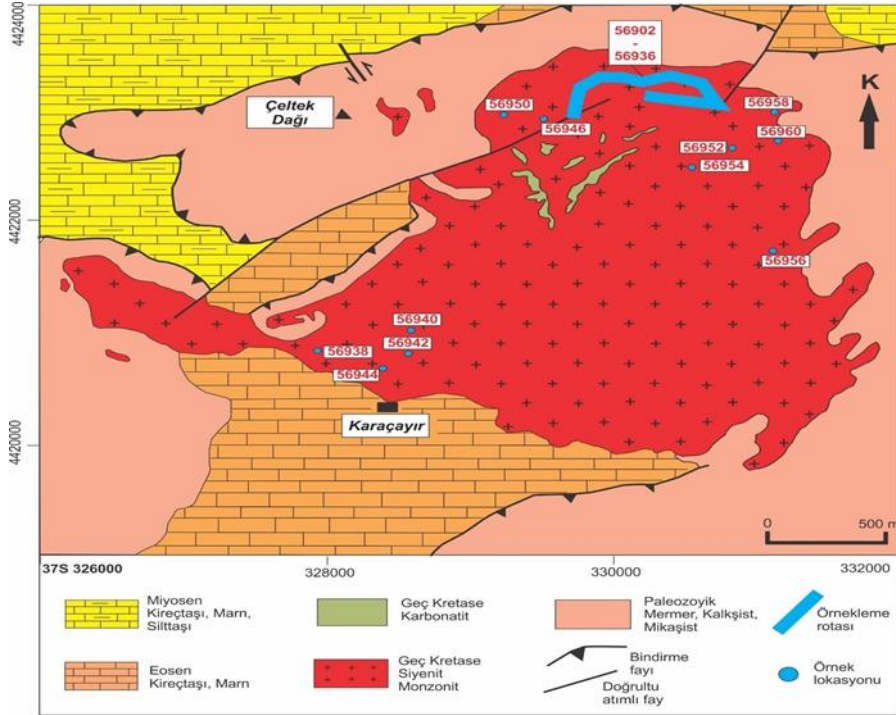 4424000
4422000
4420000
56902
-
56936
K
Çeltek
Dağı
56950
56946
56958
56960
56952
56954
56956
56940
56942
56938
56944
Karaçayır
0 500 m
37S 326000
328000
330000
332000
Miyosen
Kireçtaşı, Marn,
Silttaşı
Geç Kretase
Karbonatit
Paleozoyik
Mermer, Kalkşist,
Mikaşist
Örnekleme
rotası
Eosen
Kireçtaşı, Marn
Geç Kretase
Siyenit
Monzonit
Bindirme
fayı
Doğrultu
atımlı fay
Örnek
lokasyonu